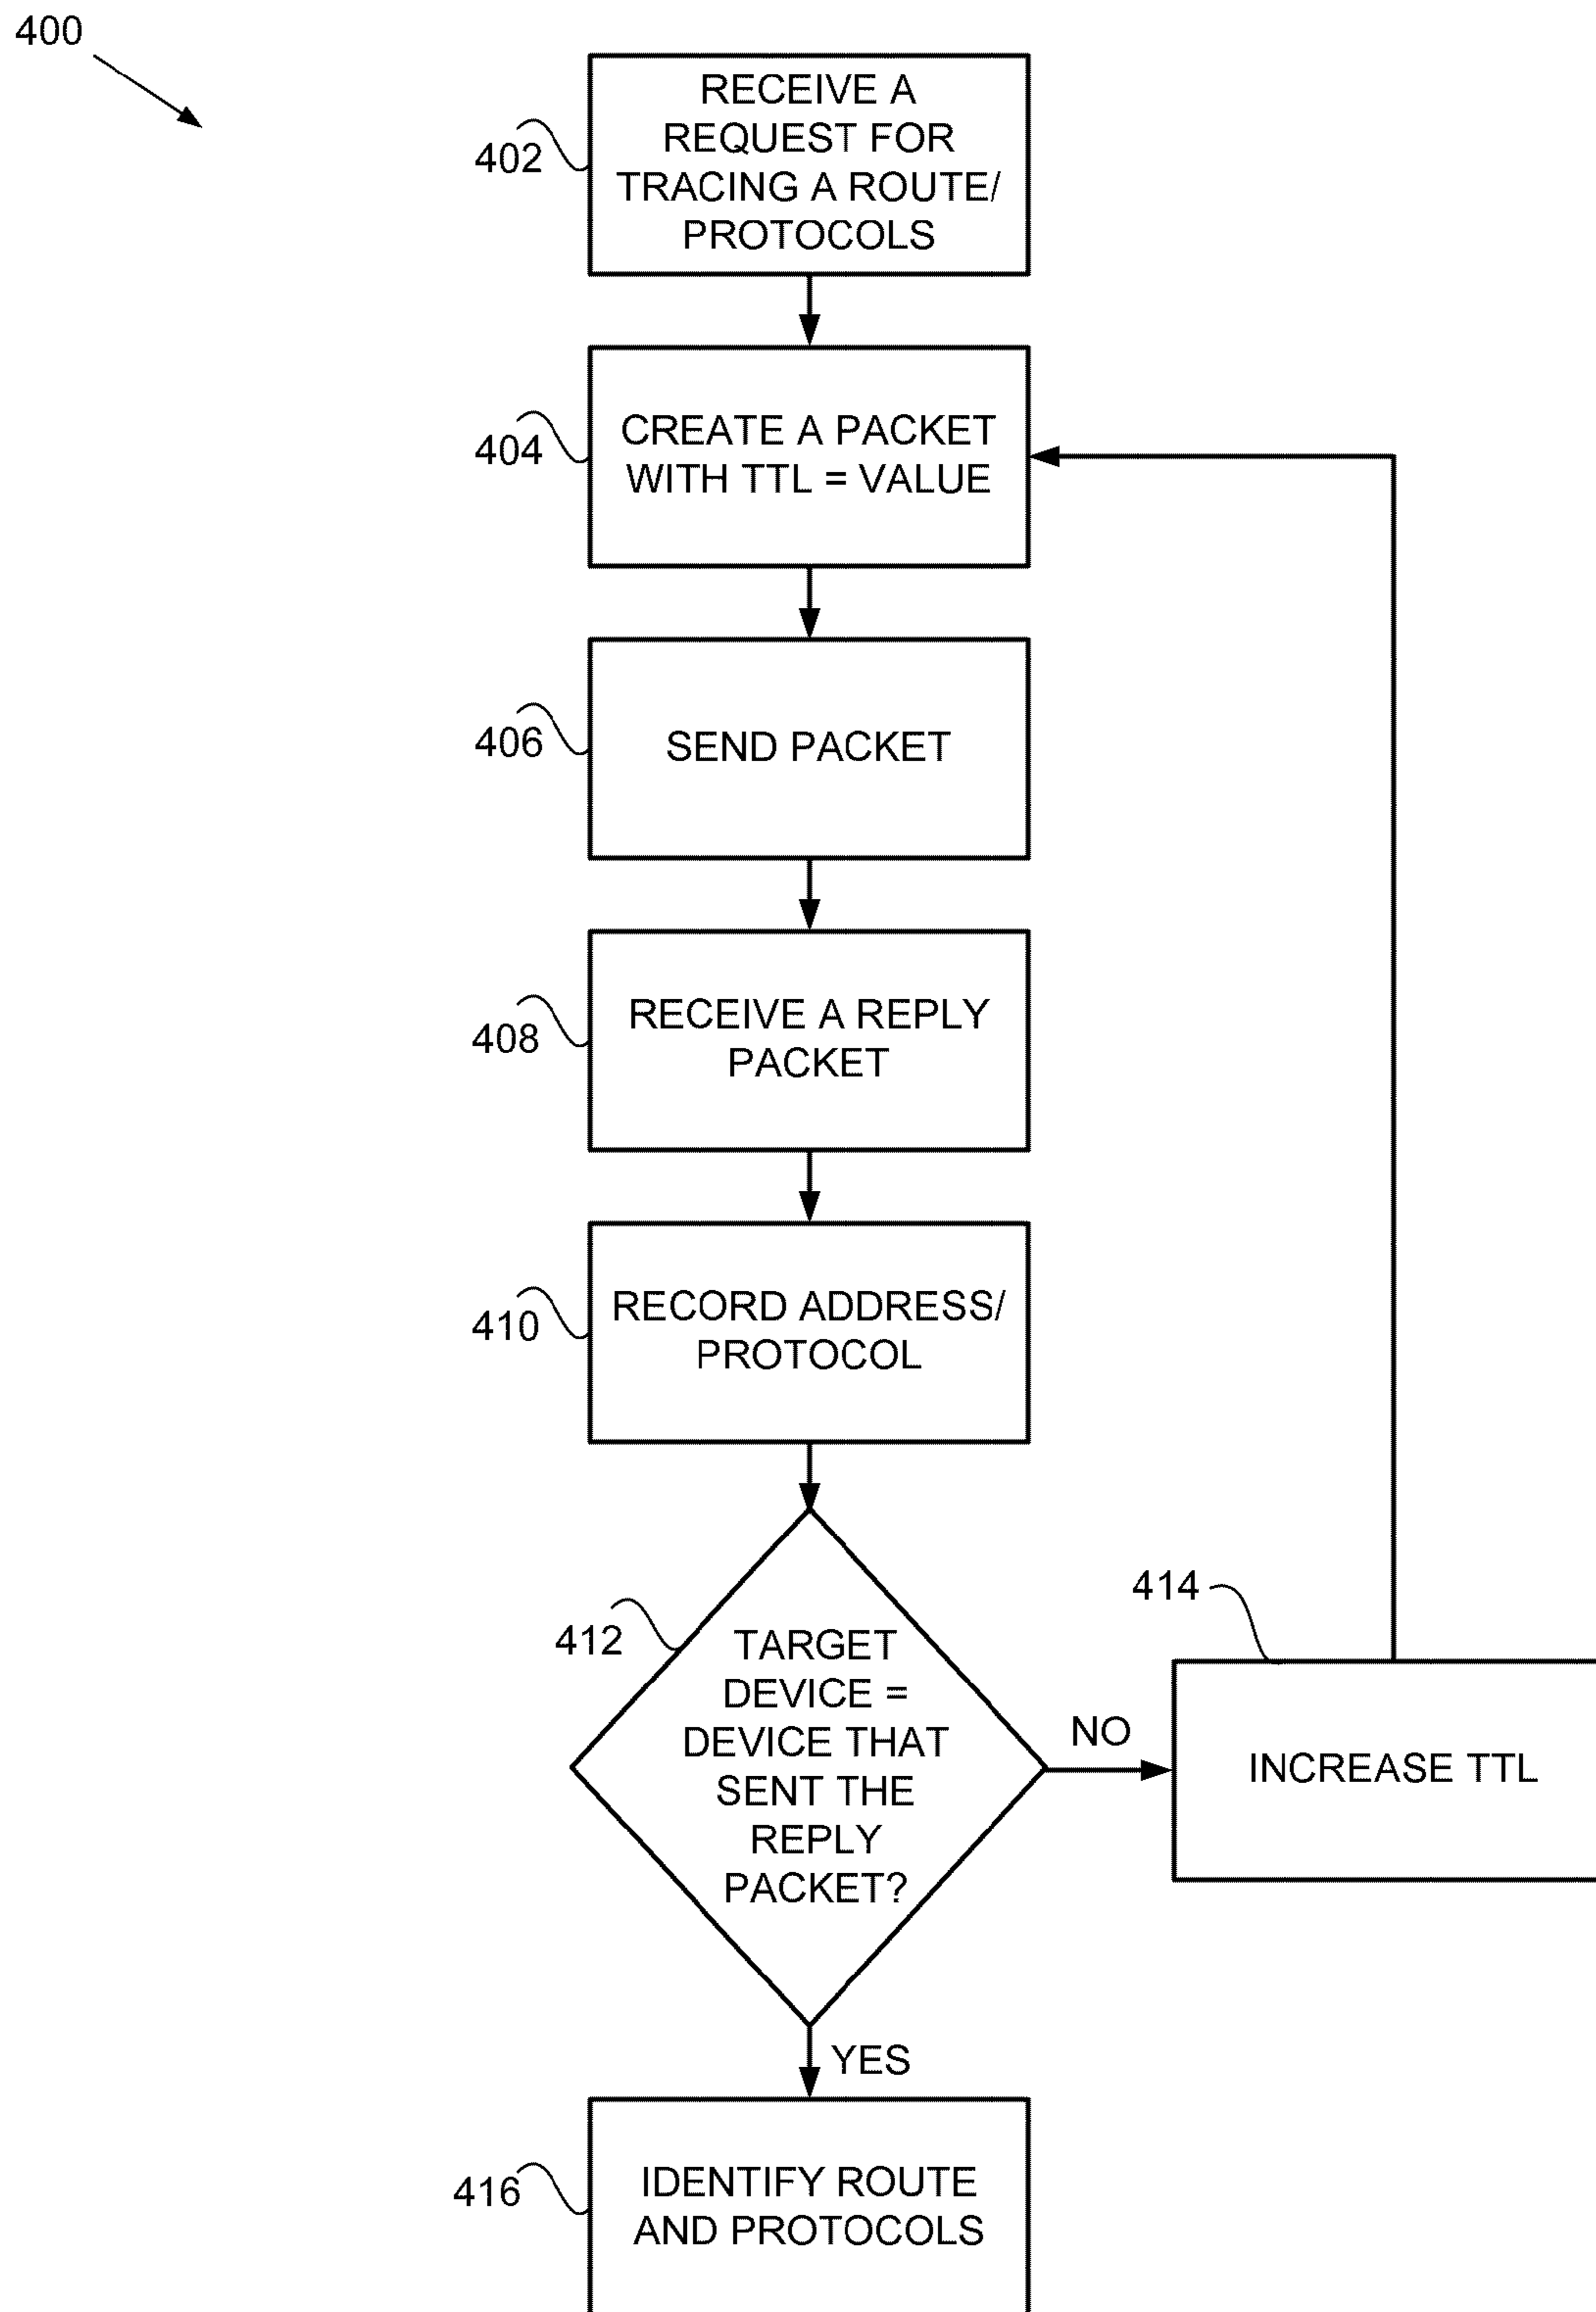 400
RECEIVE A
REQUEST FOR
TRACING A ROUTE/
PROTOCOLS
402
CREATE A PACKET
WITH TTL = VALUE
404
SEND PACKET
406
RECEIVE A REPLY
PACKET
408
RECORD ADDRESS/
PROTOCOL
410
TARGET
DEVICE =
DEVICE THAT
SENT THE
REPLY
PACKET?
412
NO
414
INCREASE TTL
YES
IDENTIFY ROUTE
AND PROTOCOLS
416